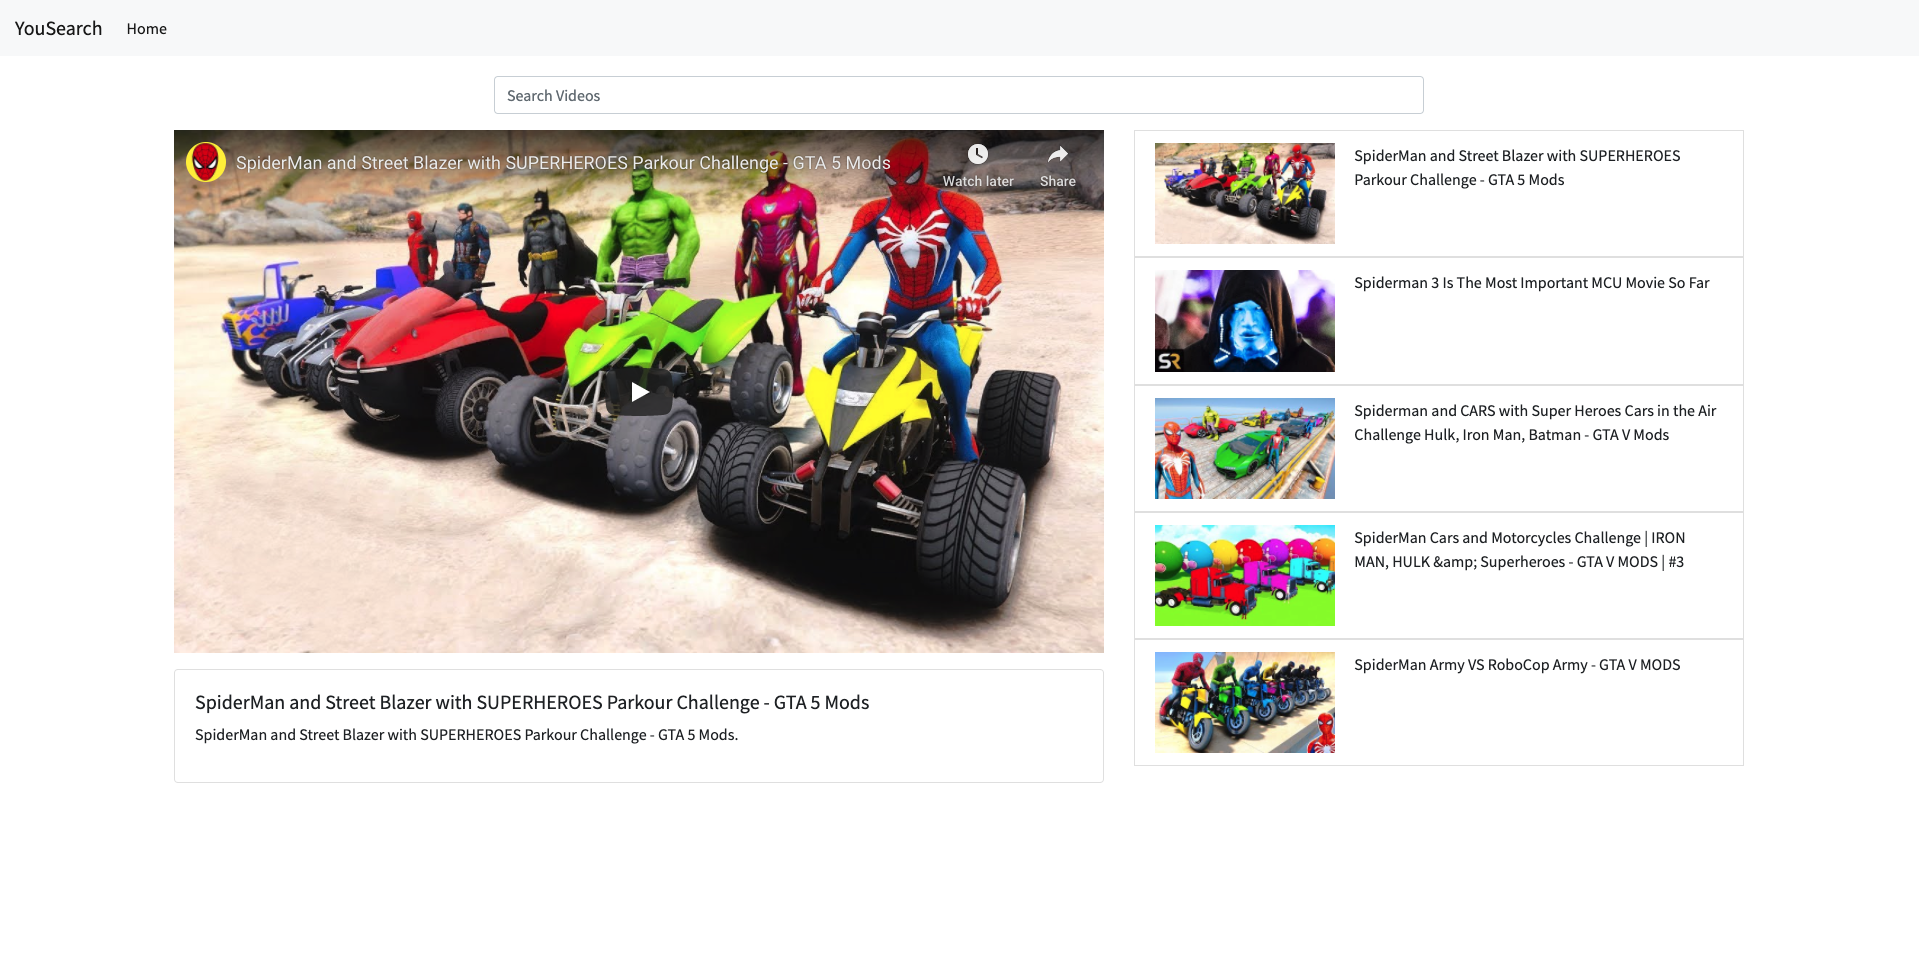 YouSearch Home
Search Videos
SpiderMan and Street Blazer with SUPERHEROES Parkour Challenge - GTA 5 Mods
Watch later
Share
SpiderMan and Street Blazer with SUPERHEROES Parkour Challenge - GTA 5 Mods
SpiderMan and Street Blazer with SUPERHEROES Parkour Challenge - GTA 5 Mods.
SpiderMan and Street Blazer with SUPERHEROES
Parkour Challenge - GTA 5 Mods
SR
Spiderman 3 Is The Most Important MCU Movie So Far
Spiderman and CARS with Super Heroes Cars in the Air
Challenge Hulk, Iron Man, Batman - GTA V Mods
SpiderMan Cars and Motorcycles Challenge | IRON
MAN, HULK &amp; Superheroes - GTA V MODS | #3
SpiderMan Army VS RoboCop Army - GTA V MODS